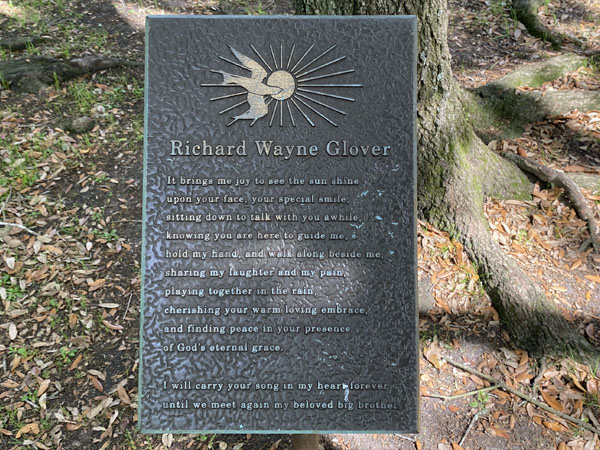 Richard Wayne Glover
It brings me joy to see the sun shine
upon your face, your special smile,
sitting down to talk with you awhile,
knowing you are here to guide me,
hold my hand, and walk along beside me,
sharing my laughter and my pain,
playing together in the rain,
cherishing your warm loving embrace,
and finding peace in your presence
of God's eternal grace.
I will carry your song in my heart forever
until we meet again my beloved big brother